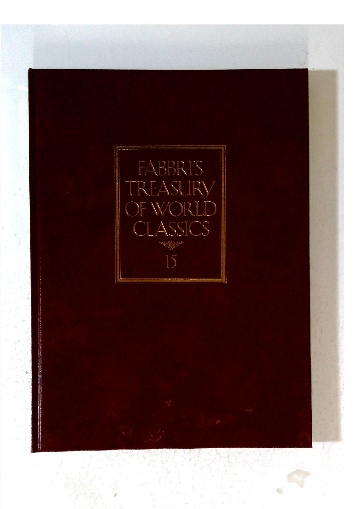 FABBRI'S
TREASURY
OF WORLD
CLASSICS
15